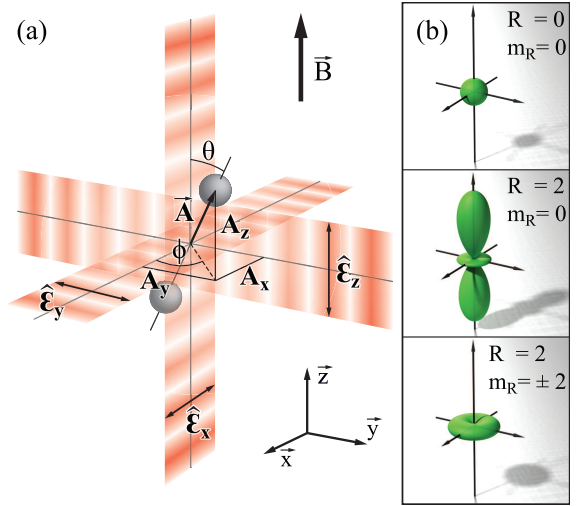 (a)
B⃗
θ
A⃗
A_z
ϕ
A_y
A_x
ε̂_z
ε̂_y
ε̂_x
z⃗
y⃗
x⃗
(b)
R = 0
m_R = 0
R = 2
m_R = 0
R = 2
m_R = ± 2